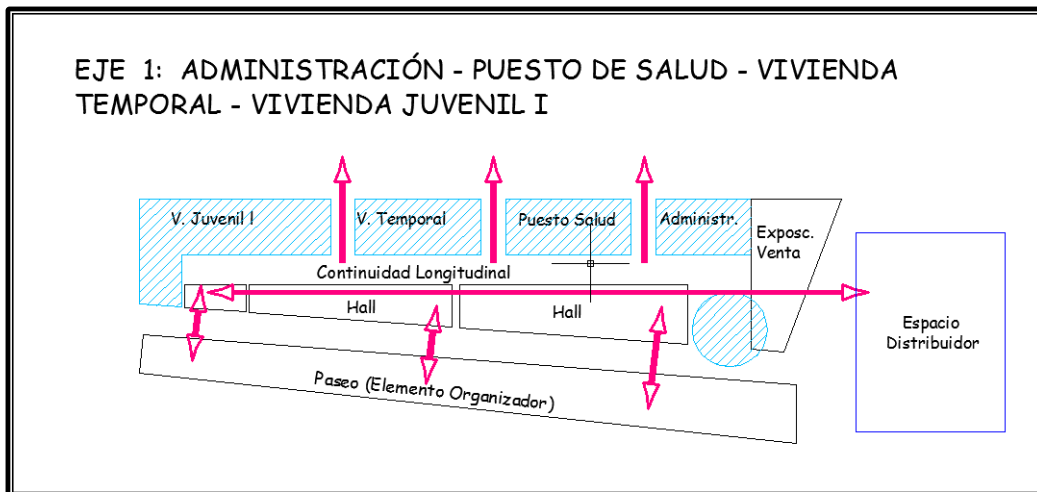 EJE 1: ADMINISTRACIÓN - PUESTO DE SALUD - VIVIENDA
TEMPORAL - VIVIENDA JUVENIL I
V. Juvenil I
V. Temporal
Puesto Salud
Administr.
Exposc.
Venta
Continuidad Longitudinal
Hall
Hall
Espacio
Distribuidor
Paseo (Elemento Organizador)